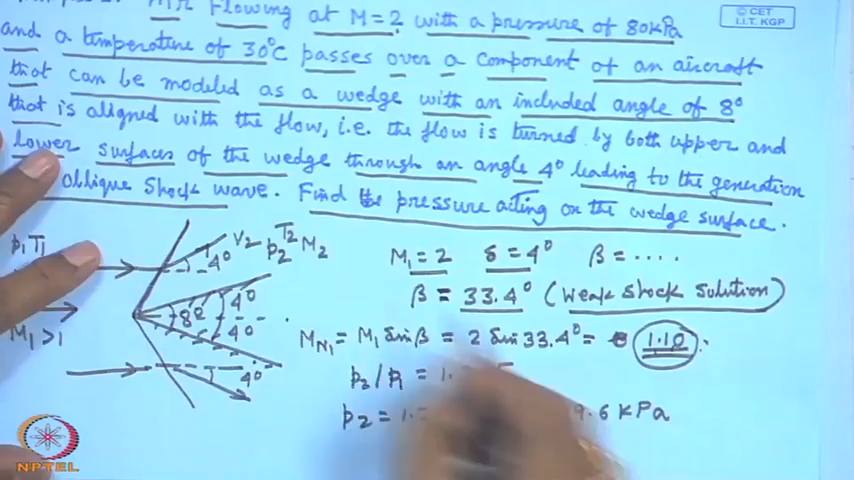 Air flowing at M=2 with a pressure of 80kPa
and a temperature of 30°C passes over a component of an aircraft
that can be modeled as a wedge with an included angle of 8°
that is aligned with the flow, i.e. the flow is turned by both upper and
lower surfaces of the wedge through an angle 4° leading to the generation
oblique shock wave. Find the pressure acting on the wedge surface.
© CET
I.I.T. KGP
p₁ T₁
M₁>1
V₂ p₂ T₂ M₂
4°
4°
8°
4°
4°
M₁ = 2 δ = 4° β = ....
β = 33.4° (Weak Shock Solution)
M_N₁ = M₁ sinβ = 2 sin 33.4° = 1.10
p₂/p₁ = 1.
p₂ = 1. 9.6 kPa
NPTEL